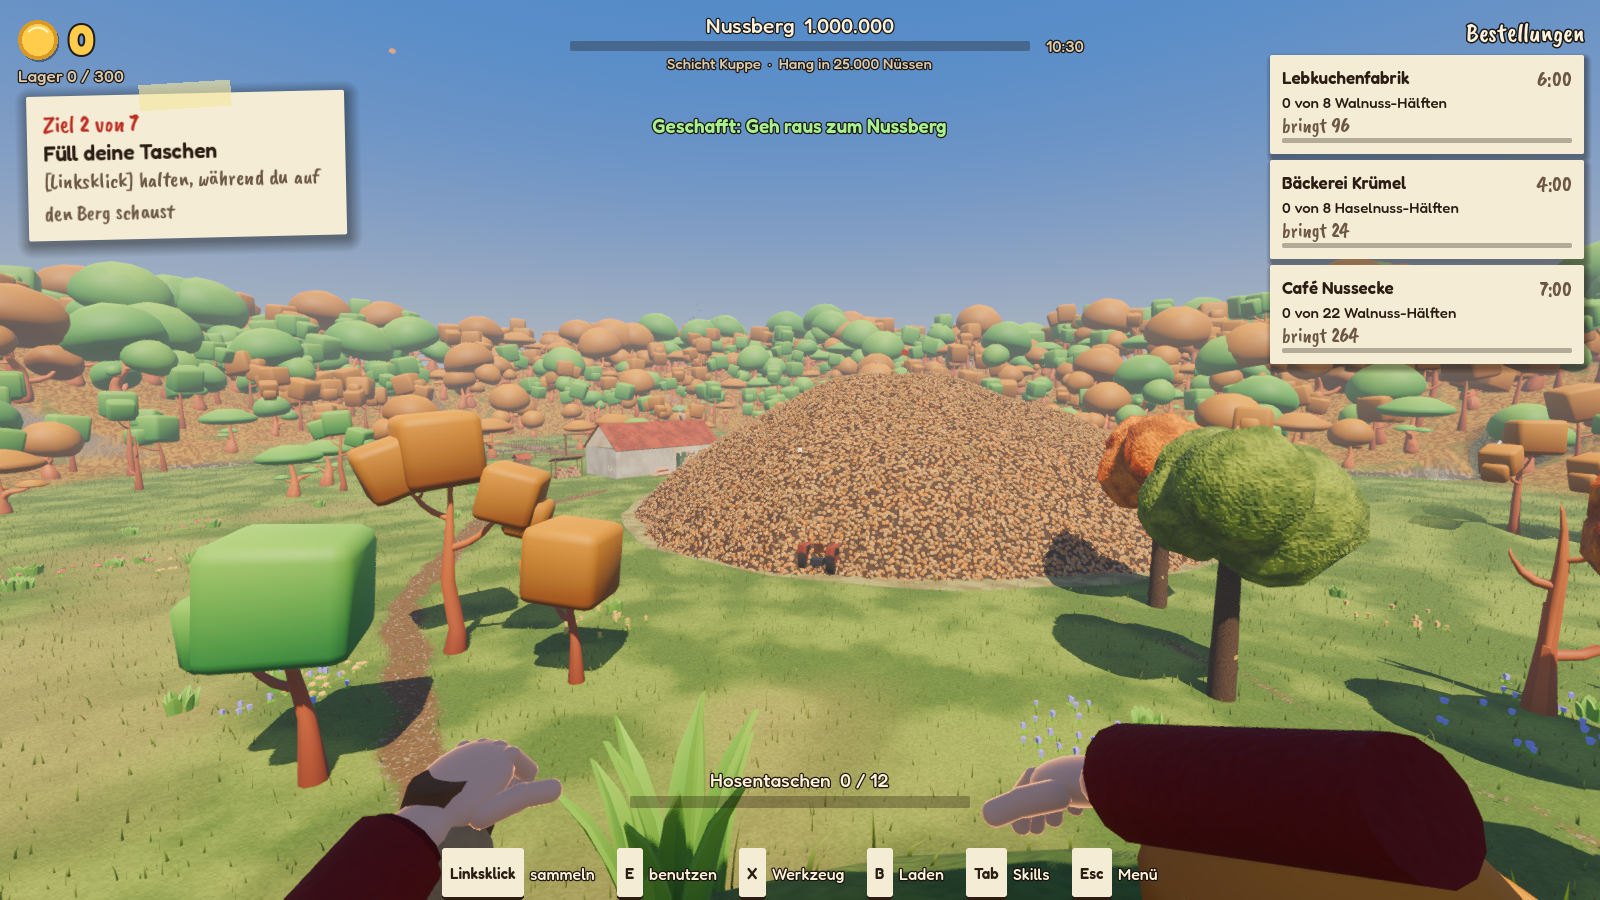 0
Lager 0 / 300
Ziel 2 von 7
Füll deine Taschen
[Linksklick] halten, während du auf
den Berg schaust
Nussberg 1.000.000
10:30
Schicht Kuppe · Hang in 25.000 Nüssen
Geschafft: Geh raus zum Nussberg
Bestellungen
Lebkuchenfabrik 6:00
0 von 8 Walnuss-Hälften
bringt 96
Bäckerei Krümel 4:00
0 von 8 Haselnuss-Hälften
bringt 24
Café Nussecke 7:00
0 von 22 Walnuss-Hälften
bringt 264
Hosentaschen 0 / 12
Linksklick sammeln E benutzen X Werkzeug B Laden Tab Skills Esc Menü